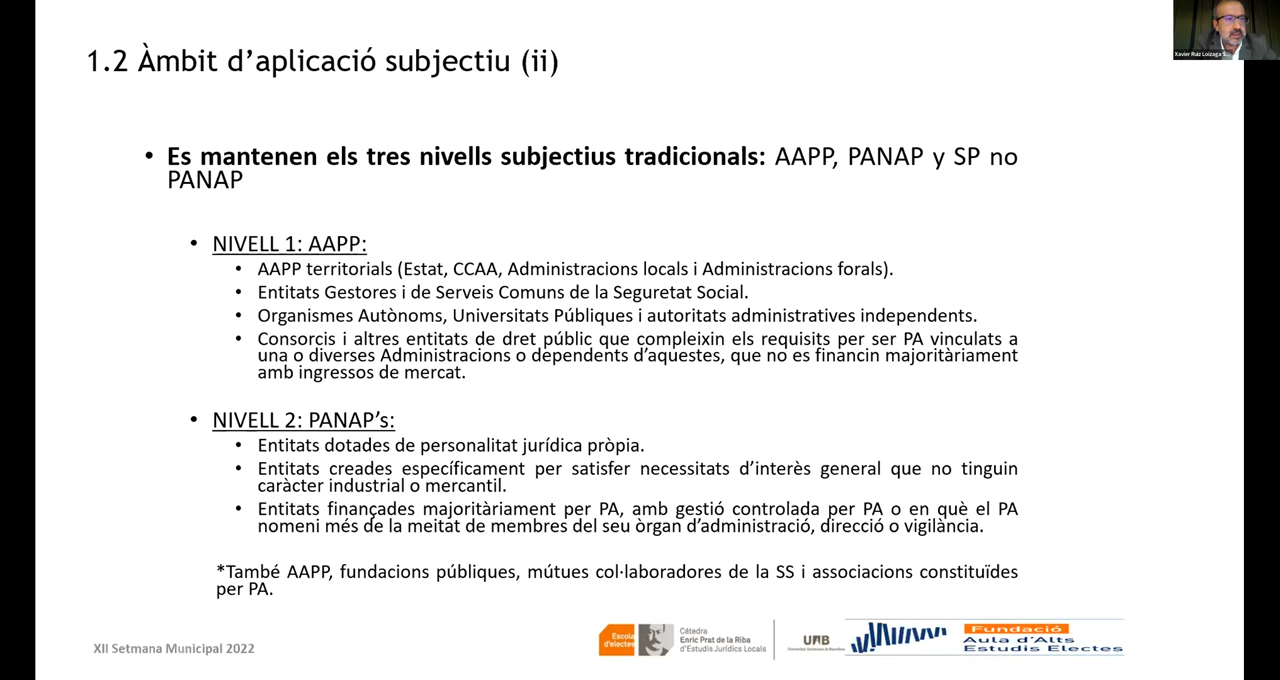 1.2 Àmbit d'aplicació subjectiu (ii)
Xavier Ruiz Loizaga S...
• Es mantenen els tres nivells subjectius tradicionals: AAPP, PANAP y SP no
PANAP
• NIVELL 1: AAPP:
• AAPP territorials (Estat, CCAA, Administracions locals i Administracions forals).
• Entitats Gestores i de Serveis Comuns de la Seguretat Social.
• Organismes Autònoms, Universitats Públiques i autoritats administratives independents.
• Consorcis i altres entitats de dret públic que compleixin els requisits per ser PA vinculats a
una o diverses Administracions o dependents d'aquestes, que no es financin majoritàriament
amb ingressos de mercat.
• NIVELL 2: PANAP's:
• Entitats dotades de personalitat jurídica pròpia.
• Entitats creades específicament per satisfer necessitats d'interès general que no tinguin
caràcter industrial o mercantil.
• Entitats finançades majoritàriament per PA, amb gestió controlada per PA o en què el PA
nomeni més de la meitat de membres del seu òrgan d'administració, direcció o vigilància.
*També AAPP, fundacions públiques, mútues col·laboradores de la SS i associacions constituïdes
per PA.
XII Setmana Municipal 2022
Escola
d'electes
Càtedra
Enric Prat de la Riba
d'Estudis Jurídics Locals
UAB
Universitat Autònoma de Barcelona
Fundació
Aula d'Alts
Estudis Electes